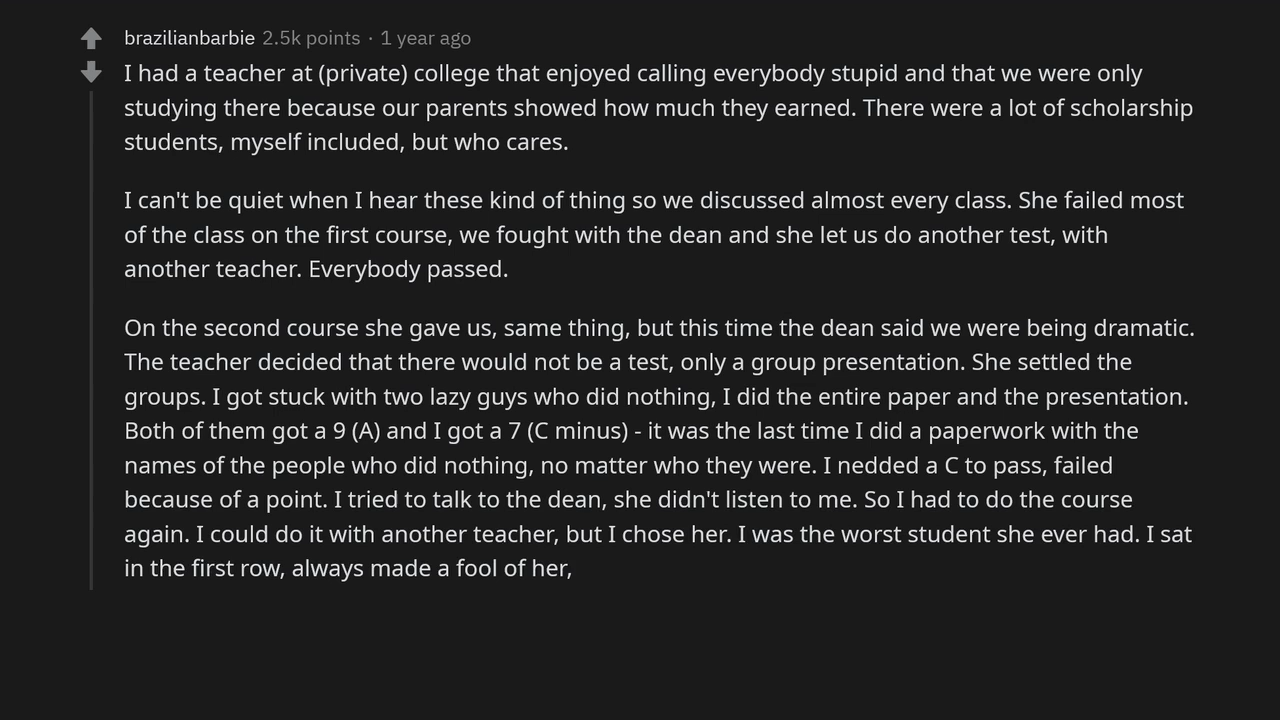 brazilianbarbie 2.5k points · 1 year ago
I had a teacher at (private) college that enjoyed calling everybody stupid and that we were only
studying there because our parents showed how much they earned. There were a lot of scholarship
students, myself included, but who cares.
I can't be quiet when I hear these kind of thing so we discussed almost every class. She failed most
of the class on the first course, we fought with the dean and she let us do another test, with
another teacher. Everybody passed.
On the second course she gave us, same thing, but this time the dean said we were being dramatic.
The teacher decided that there would not be a test, only a group presentation. She settled the
groups. I got stuck with two lazy guys who did nothing, I did the entire paper and the presentation.
Both of them got a 9 (A) and I got a 7 (C minus) - it was the last time I did a paperwork with the
names of the people who did nothing, no matter who they were. I nedded a C to pass, failed
because of a point. I tried to talk to the dean, she didn't listen to me. So I had to do the course
again. I could do it with another teacher, but I chose her. I was the worst student she ever had. I sat
in the first row, always made a fool of her,